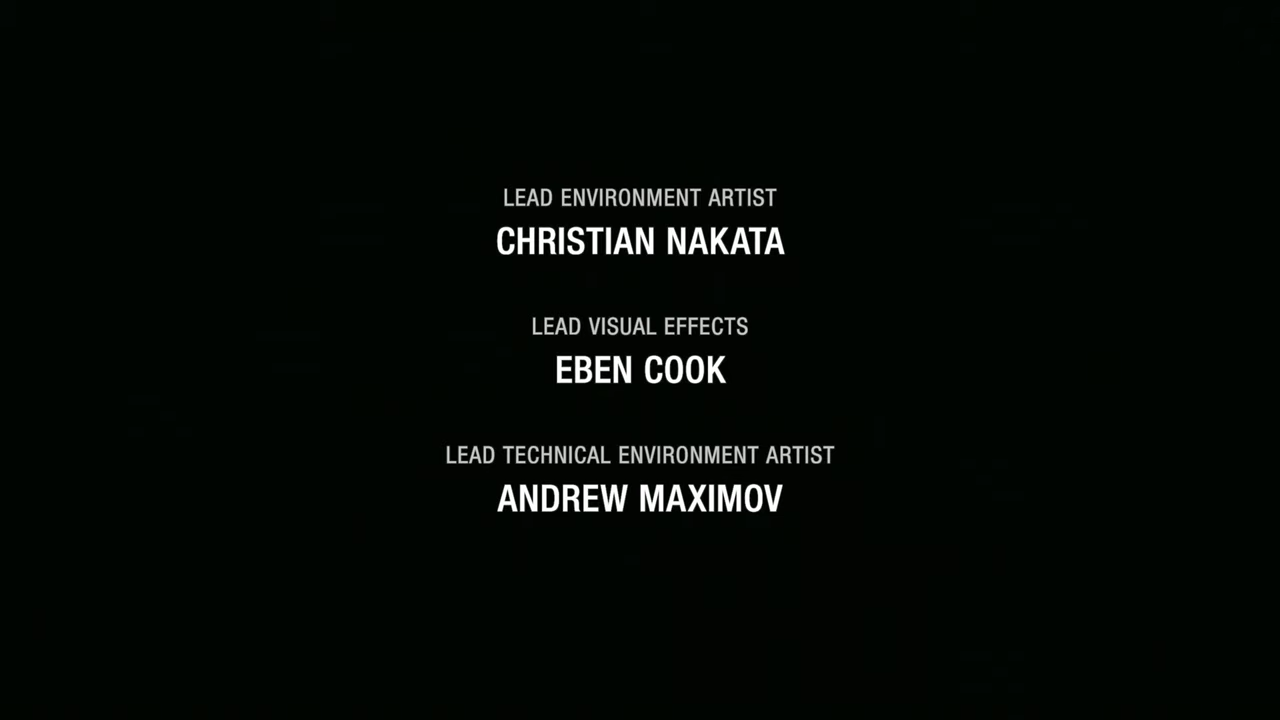 LEAD ENVIRONMENT ARTIST
CHRISTIAN NAKATA
LEAD VISUAL EFFECTS
EBEN COOK
LEAD TECHNICAL ENVIRONMENT ARTIST
ANDREW MAXIMOV